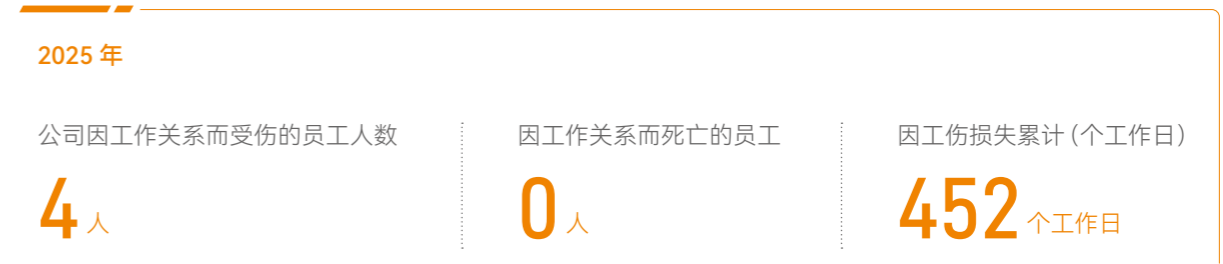 2025 年
公司因工作关系而受伤的员工人数
4 人
因工作关系而死亡的员工
0 人
因工伤损失累计（个工作日）
452 个工作日